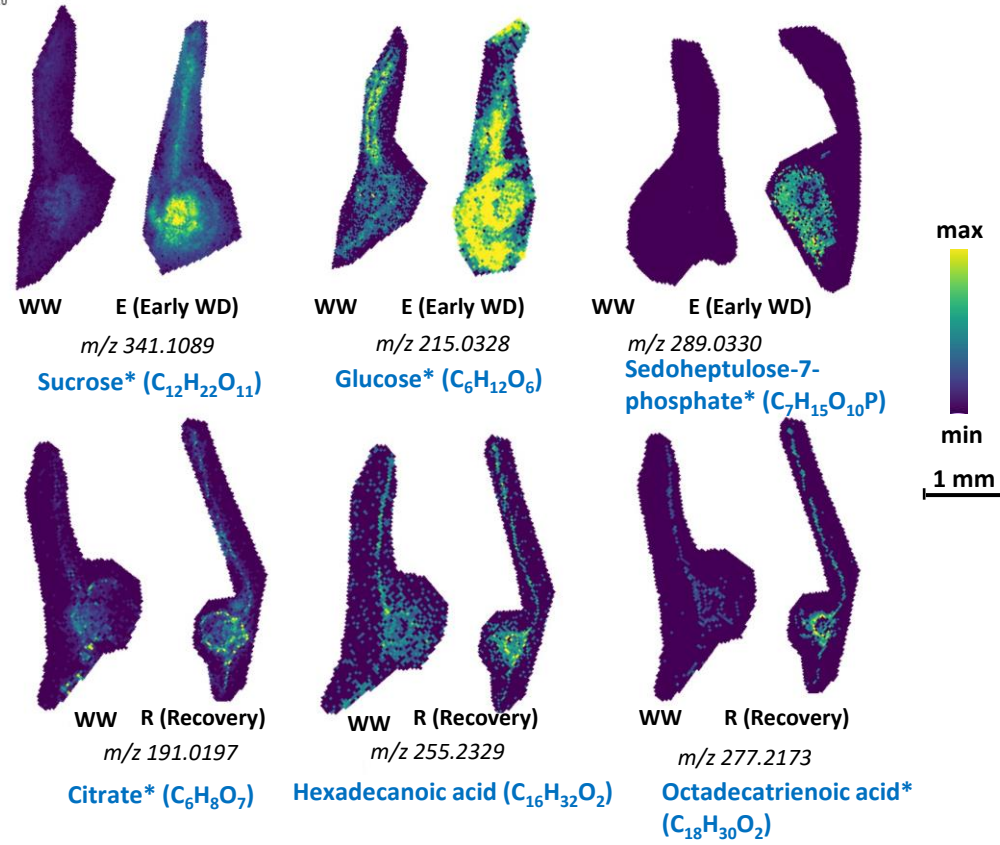 WW E (Early WD) WW E (Early WD) WW E (Early WD)
m/z 341.1089 m/z 215.0328 m/z 289.0330
Sucrose* (C₁₂H₂₂O₁₁) Glucose* (C₆H₁₂O₆) Sedoheptulose-7-
phosphate* (C₇H₁₅O₁₀P)
max
min
1 mm
WW R (Recovery) WW R (Recovery) WW R (Recovery)
m/z 191.0197 m/z 255.2329 m/z 277.2173
Citrate* (C₆H₈O₇) Hexadecanoic acid (C₁₆H₃₂O₂) Octadecatrienoic acid*
(C₁₈H₃₀O₂)